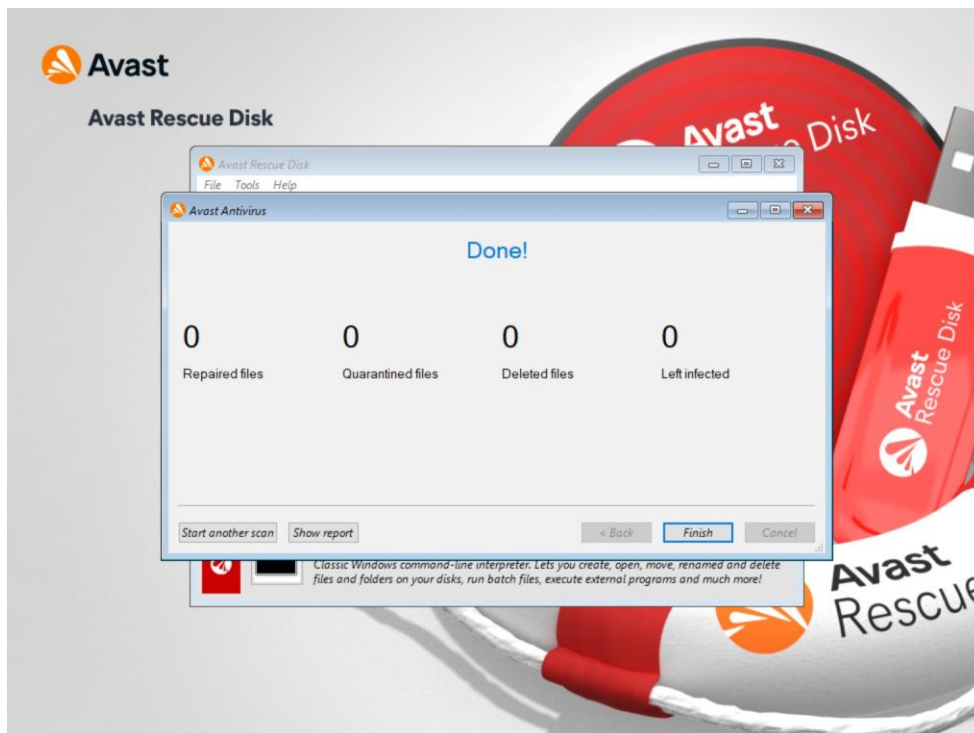 Avast
Avast Rescue Disk
Avast
Disk
Avast Rescue Disk
File Tools Help
Avast Antivirus
Done!
0 0 0 0
Repaired files Quarantined files Deleted files Left infected
Avast
Rescue Disk
Start another scan Show report < Back Finish Cancel
Classic Windows command-line interpreter. Lets you create, open, move, renamed and delete
files and folders on your disks, run batch files, execute external programs and much more!
Avast
Rescue